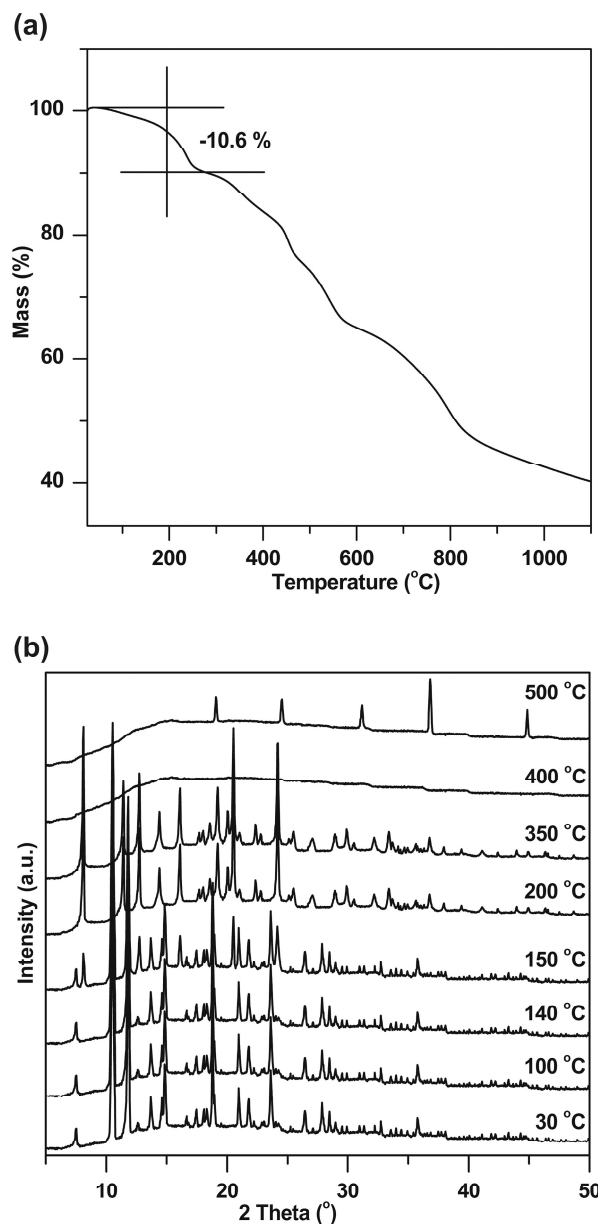 (a)
100
80
60
40
Mass (%)
-10.6 %
200 400 600 800 1000
Temperature (°C)
(b)
Intensity (a.u.)
500 °C
400 °C
350 °C
200 °C
150 °C
140 °C
100 °C
30 °C
10 20 30 40 50
2 Theta (°)